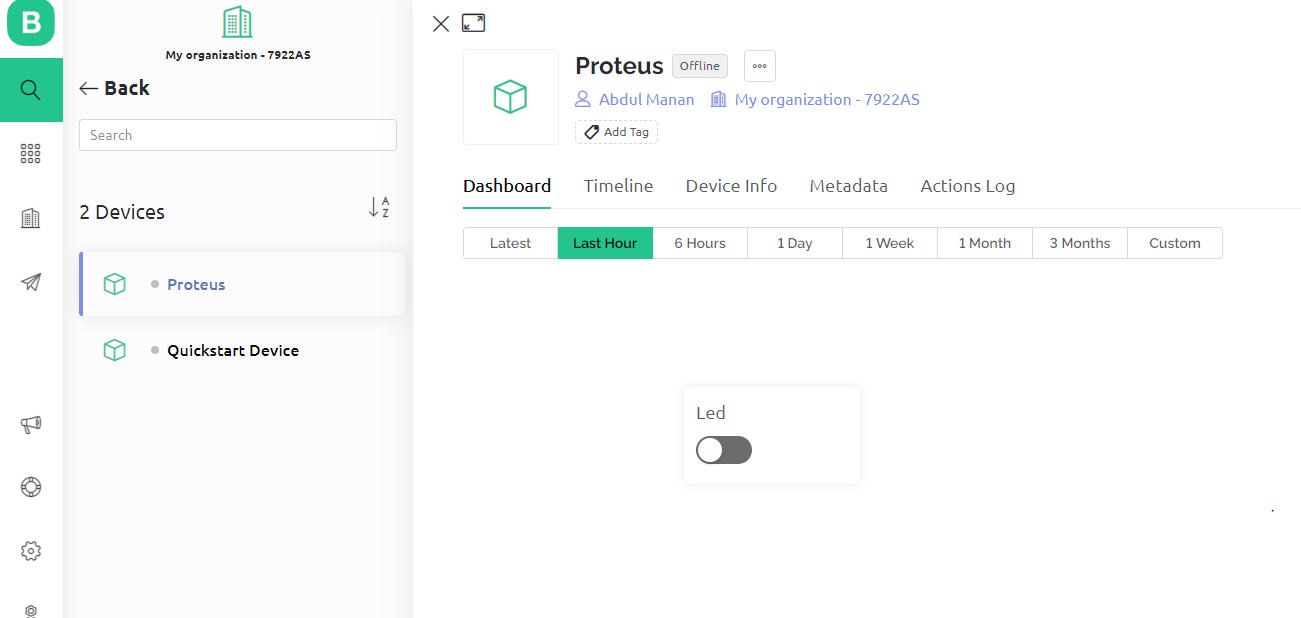 B
My organization - 7922AS
Back
Search
2 Devices
A
Z
Proteus
Quickstart Device
Proteus
Offline
Abdul Manan
My organization - 7922AS
Add Tag
Dashboard Timeline Device Info Metadata Actions Log
Latest Last Hour 6 Hours 1 Day 1 Week 1 Month 3 Months Custom
Led